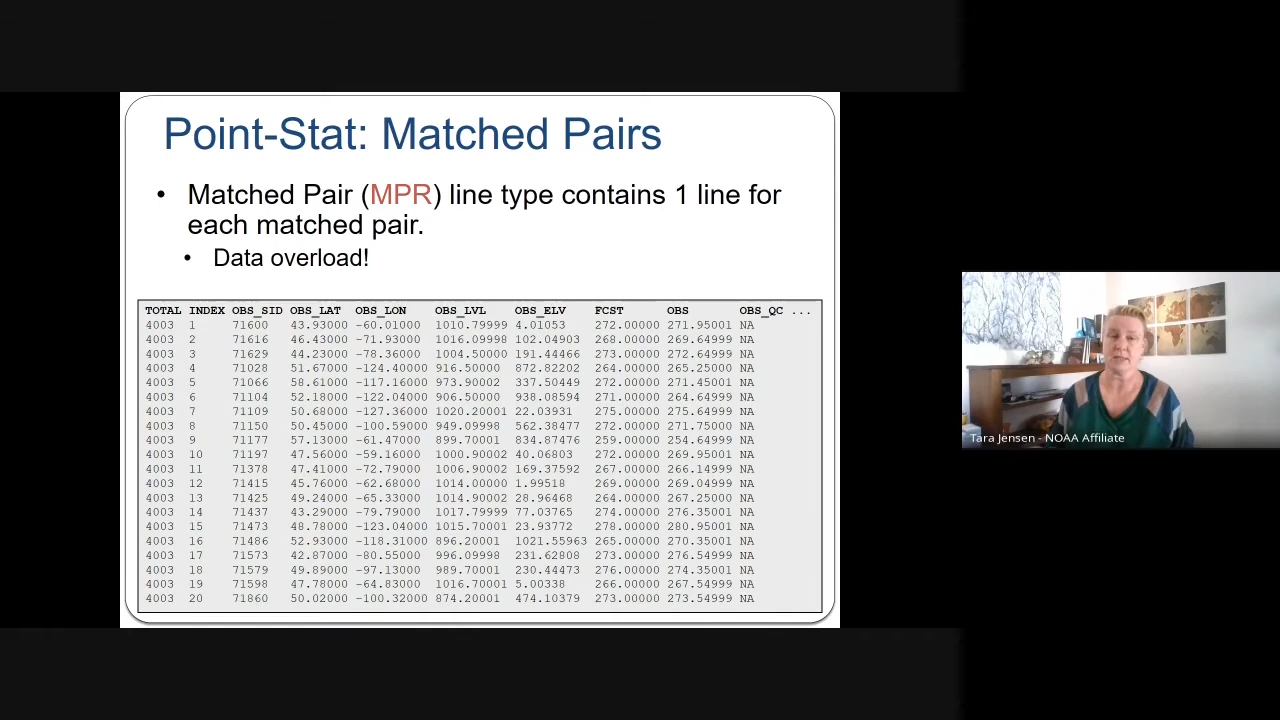 Point-Stat: Matched Pairs
• Matched Pair (MPR) line type contains 1 line for
each matched pair.
• Data overload!
TOTAL INDEX OBS_SID OBS_LAT OBS_LON OBS_LVL OBS_ELV FCST OBS OBS_QC ...
4003 1 71600 43.93000 -60.01000 1010.79999 4.01053 272.00000 271.95001 NA
4003 2 71616 46.43000 1016.09998 102.04903 268.00000 269.64999 NA
4003 3 71629 44.23000 -78.36000 1004.50000 191.44466 273.00000 272.64999 NA
4003 4 71028 916.50000 872.82202 264.00000 265.25000 NA
4003 5 71066 58.61000 -117.16000 973.90002 337.50449 272.00000 271.45001 NA
4003 6 71104 52.18000 -122.04000 906.50000 938.08594 271.00000 264.64999 NA
4003 7 71109 50.68000 -127.36000 1020.20001 22.03931 275.00000 275.64999 NA
4003 8 71150 50.45000 -100.59000 949.09998 562.38477 272.00000 271.75000 NA
4003 9 71177 57.13000 -61.47000 899.70001 834.87476 259.00000 254.64999 NA
4003 10 71197 -59.16000 1000.90002 40.06803 272.00000 269.95001 NA
4003 11 71378 47.41000 -72.79000 1006.90002 169.37592 267.00000 266.14999 NA
4003 12 71415 45.76000 -62.68000 1014.00000 1.99518 269.00000 269.04999 NA
4003 13 71425 49.24000 -65.33000 1014.90002 28.96468 264.00000 267.25000 NA
4003 14 71437 43.29000 -79.79000 1017.79999 77.03765 274.00000 276.35001 NA
4003 15 71473 48.78000 -123.04000 1015.70001 23.93772 278.00000 280.95001 NA
4003 16 71486 52.93000 -118.31000 896.20001 1021.55963 265.00000 270.35001 NA
4003 17 71573 42.87000 -80.55000 996.09998 231.62808 273.00000 276.54999 NA
4003 18 71579 49.89000 -97.13000 989.70001 230.44473 276.00000 274.35001 NA
4003 19 71598 47.78000 -64.83000 1016.70001 5.00338 266.00000 267.54999 NA
4003 20 71860 50.02000 -100.32000 874.20001 474.10379 273.00000 273.54999 NA
Tara Jensen - NOAA Affiliate